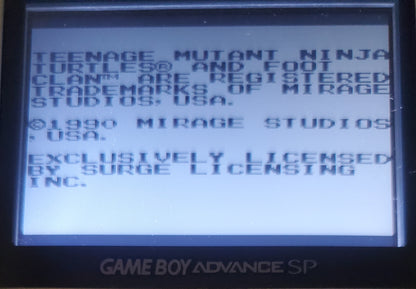 TEENAGE MUTANT NINJA
TURTLES® AND FOOT
CLAN™ ARE REGISTERED
TRADEMARKS OF MIRAGE
STUDIOS, USA.
©1990 MIRAGE STUDIOS
, USA.
EXCLUSIVELY LICENSED
BY SURGE LICENSING
INC.
GAME BOY ADVANCE SP